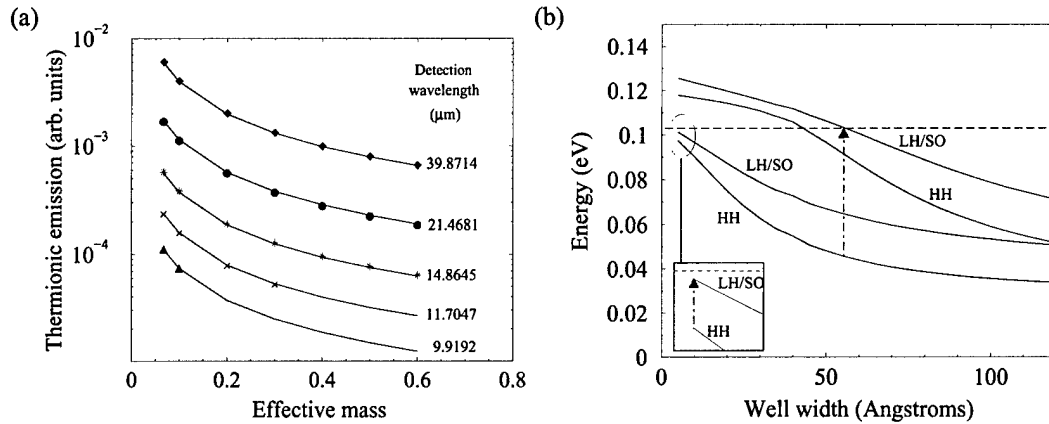 (a)
Thermionic emission (arb. units)
10⁻²
10⁻³
10⁻⁴
Detection
wavelength
(μm)
39.8714
21.4681
14.8645
11.7047
9.9192
0
0.2
0.4
0.6
0.8
Effective mass
(b)
Energy (eV)
0.14
0.12
0.1
0.08
0.06
0.04
0.02
0
LH/SO
LH/SO
HH
HH
LH/SO
HH
0
50
100
Well width (Angstroms)